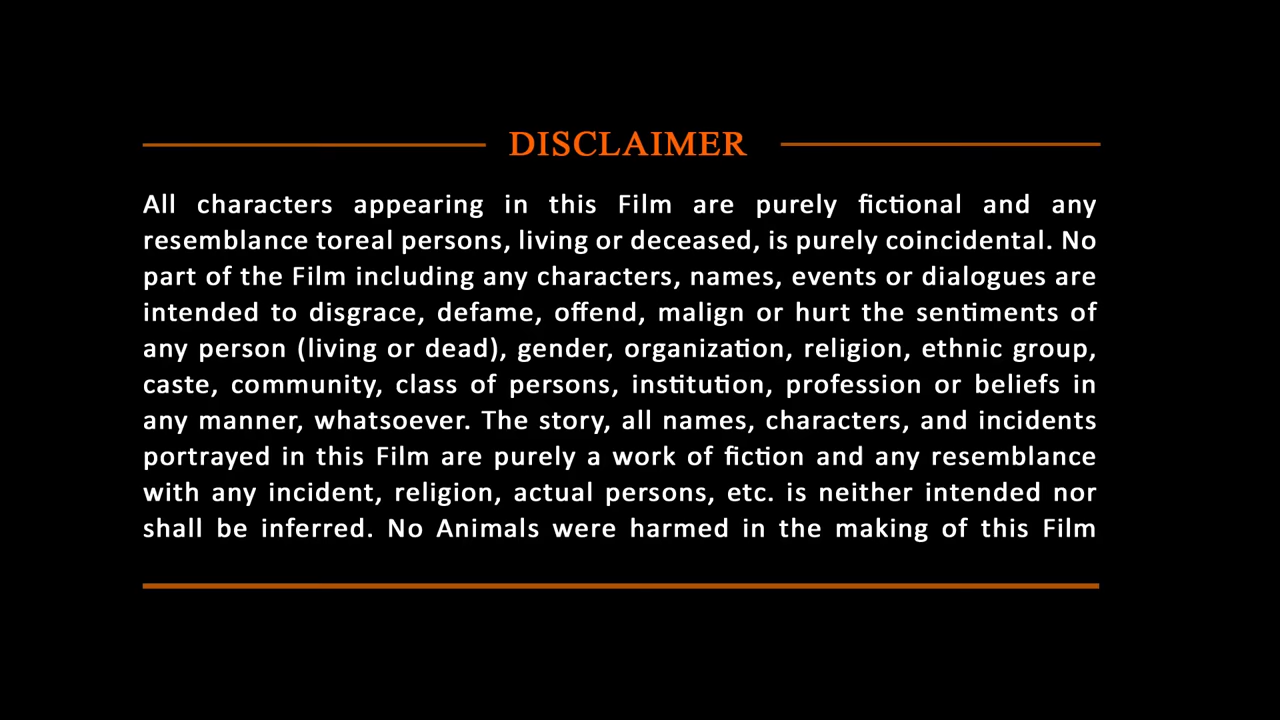 DISCLAIMER
All characters appearing in this Film are purely fictional and any
resemblance toreal persons, living or deceased, is purely coincidental. No
part of the Film including any characters, names, events or dialogues are
intended to disgrace, defame, offend, malign or hurt the sentiments of
any person (living or dead), gender, organization, religion, ethnic group,
caste, community, class of persons, institution, profession or beliefs in
any manner, whatsoever. The story, all names, characters, and incidents
portrayed in this Film are purely a work of fiction and any resemblance
with any incident, religion, actual persons, etc. is neither intended nor
shall be inferred. No Animals were harmed in the making of this Film